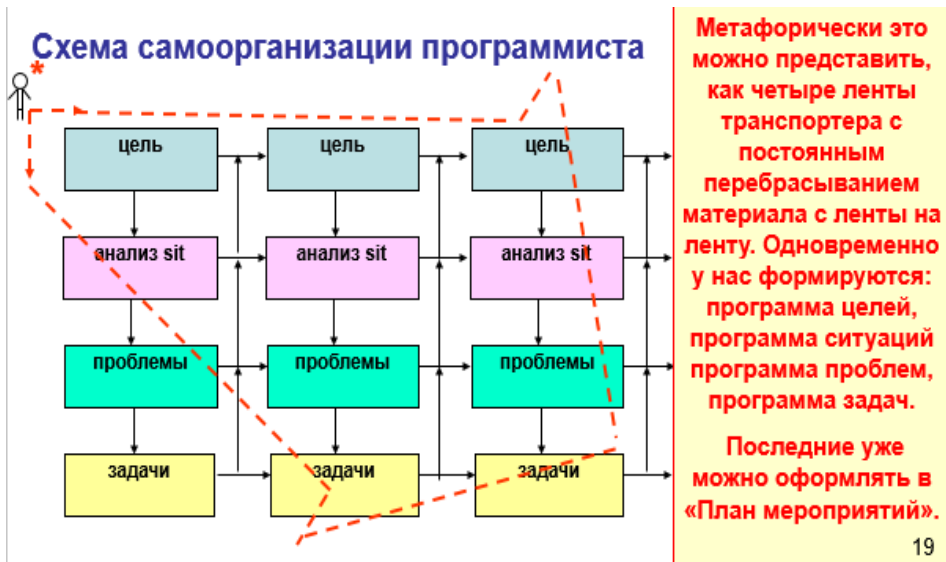 Схема самоорганизации программиста
*
цель цель цель
анализ sit анализ sit анализ sit
проблемы проблемы проблемы
задачи задачи задачи
Метафорически это
можно представить,
как четыре ленты
транспортера с
постоянным
перебрасыванием
материала с ленты на
ленту. Одновременно
у нас формируются:
программа целей,
программа ситуаций
программа проблем,
программа задач.
Последние уже
можно оформлять в
«План мероприятий».
19